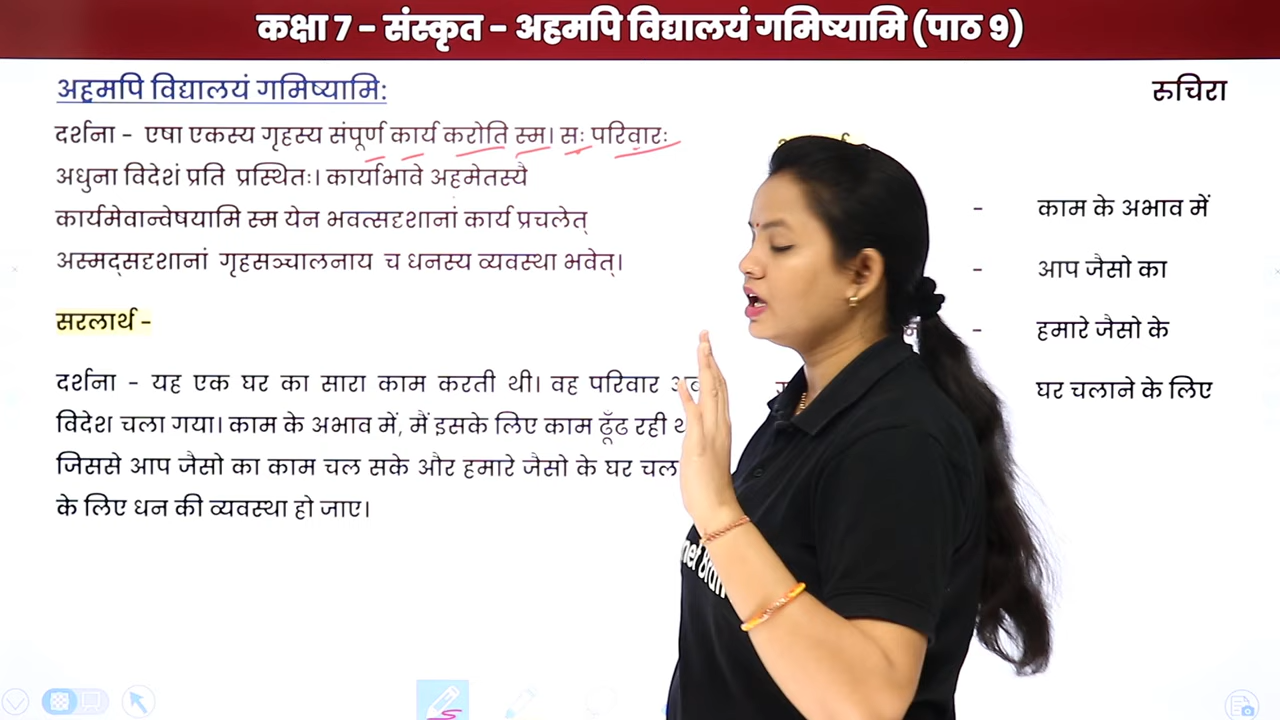 कक्षा 7 - संस्कृत - अहमपि विद्यालयं गमिष्यामि (पाठ 9)
अहमपि विद्यालयं गमिष्यामि:
रुचिरा
दर्शना - एषा एकस्य गृहस्य संपूर्ण कार्य करोति स्म। सः परिवारः
अधुना विदेशं प्रति प्रस्थितः। कार्याभावे अहमेतस्यै
कार्यमेवान्वेषयामि स्म येन भवत्सदृशानां कार्य प्रचलेत्
अस्मद्सदृशानां गृहसञ्चालनाय च धनस्य व्यवस्था भवेत्।
- काम के अभाव में
- आप जैसो का
- हमारे जैसो के
घर चलाने के लिए
सरलार्थ -
दर्शना - यह एक घर का सारा काम करती थी। वह परिवार
विदेश चला गया। काम के अभाव में, मैं इसके लिए काम ढूँढ रही
जिससे आप जैसो का काम चल सके और हमारे जैसो के घर चल
के लिए धन की व्यवस्था हो जाए।